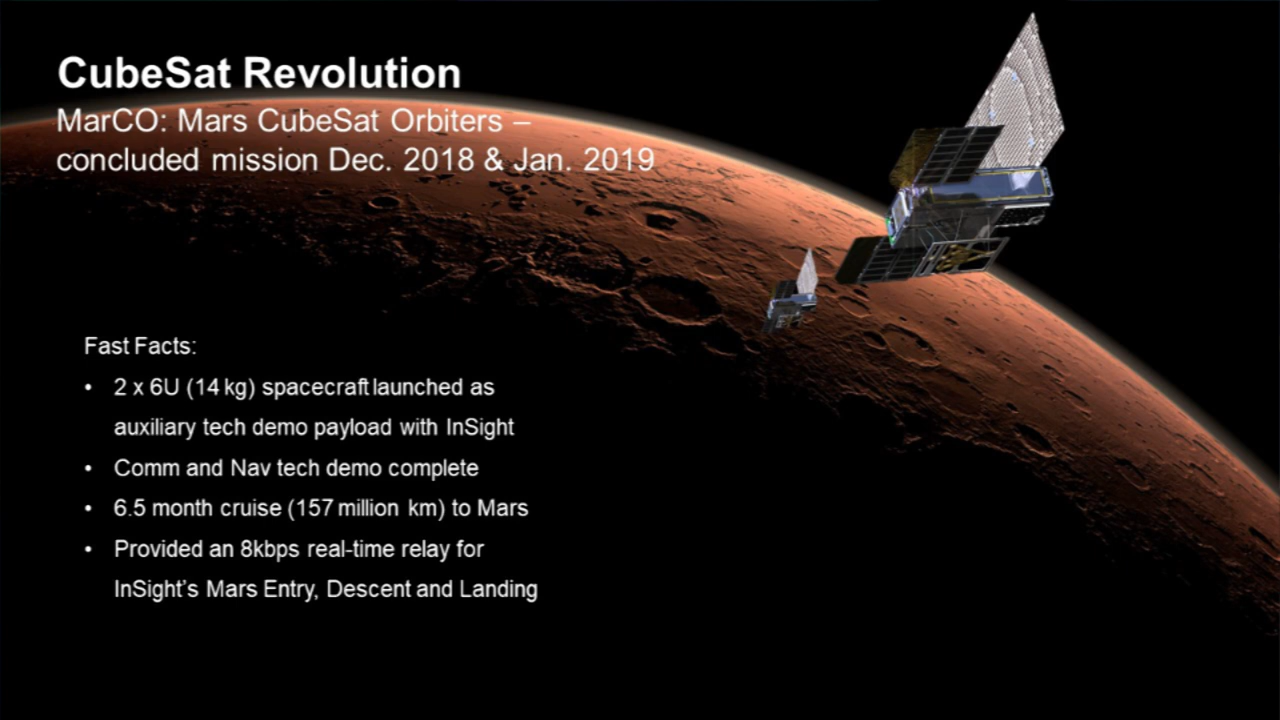 CubeSat Revolution
MarCO: Mars CubeSat Orbiters –
concluded mission Dec. 2018 & Jan. 2019
Fast Facts:
• 2 x 6U (14 kg) spacecraft launched as
auxiliary tech demo payload with InSight
• Comm and Nav tech demo complete
• 6.5 month cruise (157 million km) to Mars
• Provided an 8kbps real-time relay for
InSight's Mars Entry, Descent and Landing